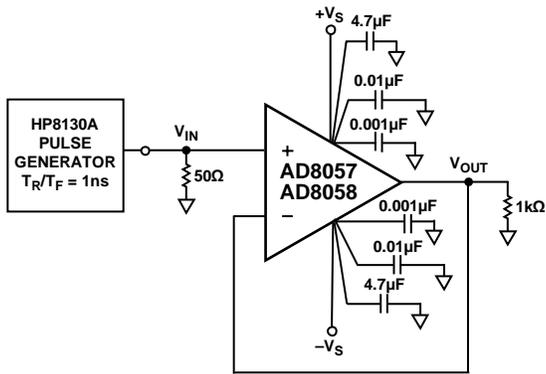 +VS
4.7µF
0.01µF
HP8130A
PULSE
GENERATOR
TR/TF = 1ns
VIN
0.001µF
+
50Ω
AD8057
AD8058
VOUT
–
0.001µF
1kΩ
0.01µF
4.7µF
–VS